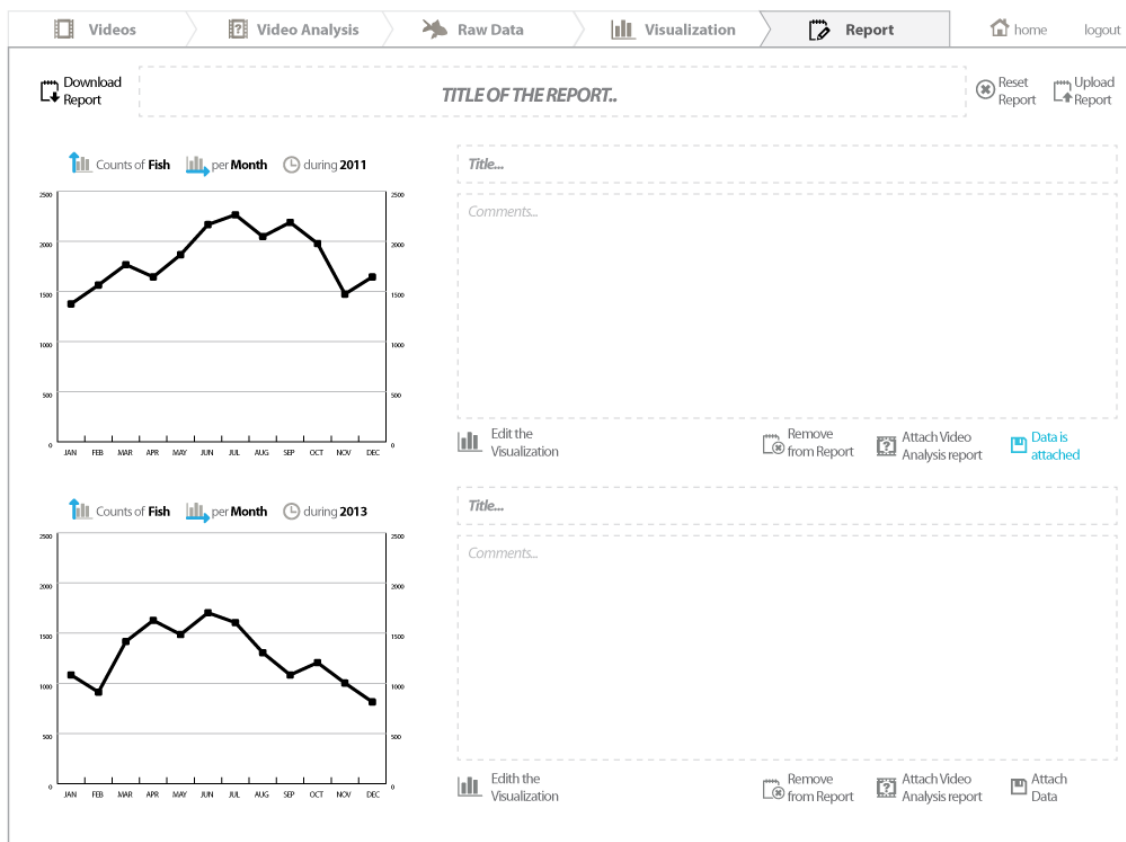 Videos
Video Analysis
Raw Data
Visualization
Report
home
logout
Download
Report
TITLE OF THE REPORT..
Reset
Report
Upload
Report
Counts of Fish per Month during 2011
2500 2500
2000 2000
1500 1500
1000 1000
500 500
0 0
JAN FEB MAR APR MAY JUN JUL AUG SEP OCT NOV DEC
Title...
Comments...
Edit the
Visualization
Remove
from Report
Attach Video
Analysis report
Data is
attached
Counts of Fish per Month during 2013
2500 2500
2000 2000
1500 1500
1000 1000
500 500
0 0
JAN FEB MAR APR MAY JUN JUL AUG SEP OCT NOV DEC
Title...
Comments...
Edith the
Visualization
Remove
from Report
Attach Video
Analysis report
Attach
Data